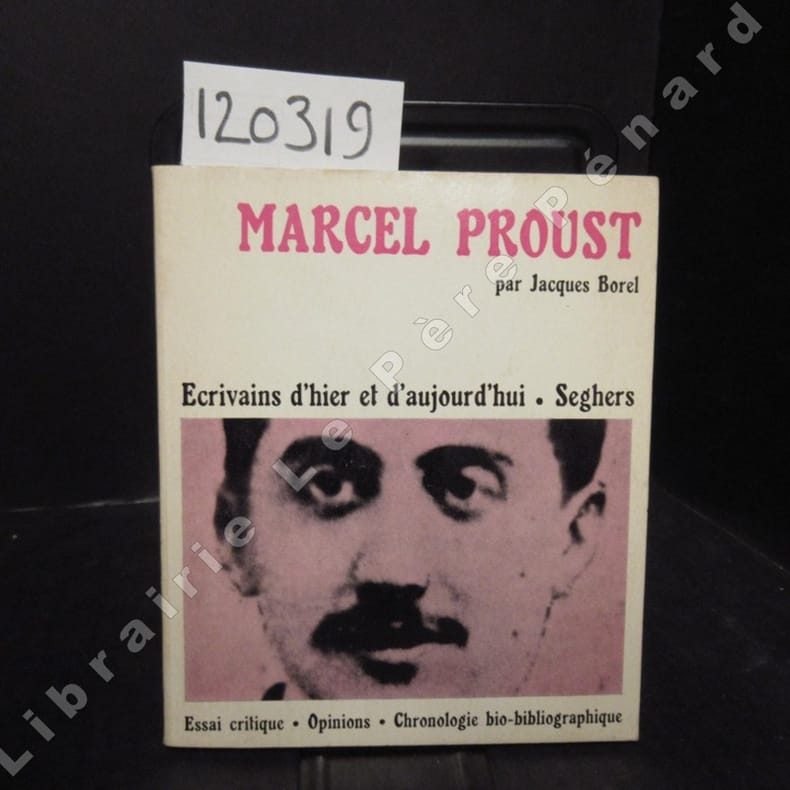 120319
MARCEL PROUST
par Jacques Borel
Ecrivains d'hier et d'aujourd'hui • Seghers
Essai critique • Opinions • Chronologie bio-bibliographique
Librairie Le Père Pénard